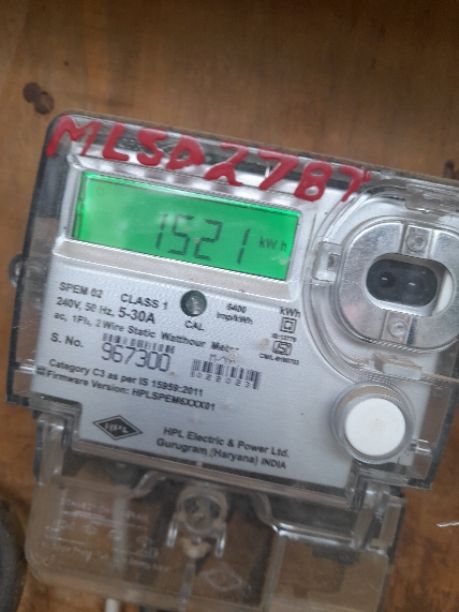 MLSD2787
1521 kWh
SPEM 02 CLASS 1 6400 kWh
240V, 50 Hz, 5-30A CAL imp/kWh
ac, 1Ph, 2 Wire Static Watthour Meter
S. No. 967300
Category C3 as per IS 15959:2011
Firmware Version:
HPL
HPL Electric & Power Ltd.
Gurugram (Haryana) INDIA